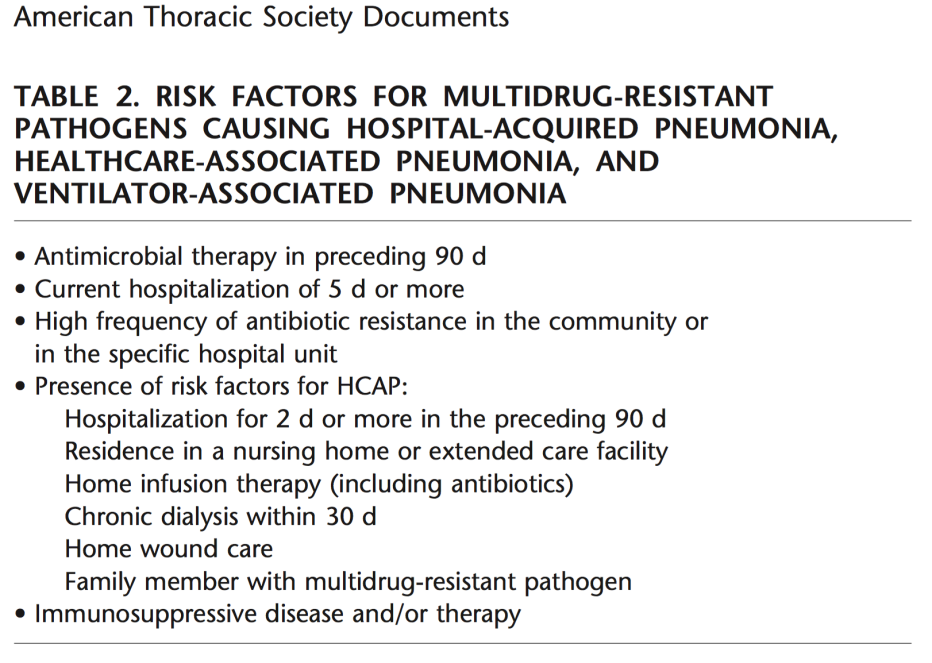 American Thoracic Society Documents
TABLE 2. RISK FACTORS FOR MULTIDRUG-RESISTANT
PATHOGENS CAUSING HOSPITAL-ACQUIRED PNEUMONIA,
HEALTHCARE-ASSOCIATED PNEUMONIA, AND
VENTILATOR-ASSOCIATED PNEUMONIA
• Antimicrobial therapy in preceding 90 d
• Current hospitalization of 5 d or more
• High frequency of antibiotic resistance in the community or
in the specific hospital unit
• Presence of risk factors for HCAP:
Hospitalization for 2 d or more in the preceding 90 d
Residence in a nursing home or extended care facility
Home infusion therapy (including antibiotics)
Chronic dialysis within 30 d
Home wound care
Family member with multidrug-resistant pathogen
• Immunosuppressive disease and/or therapy